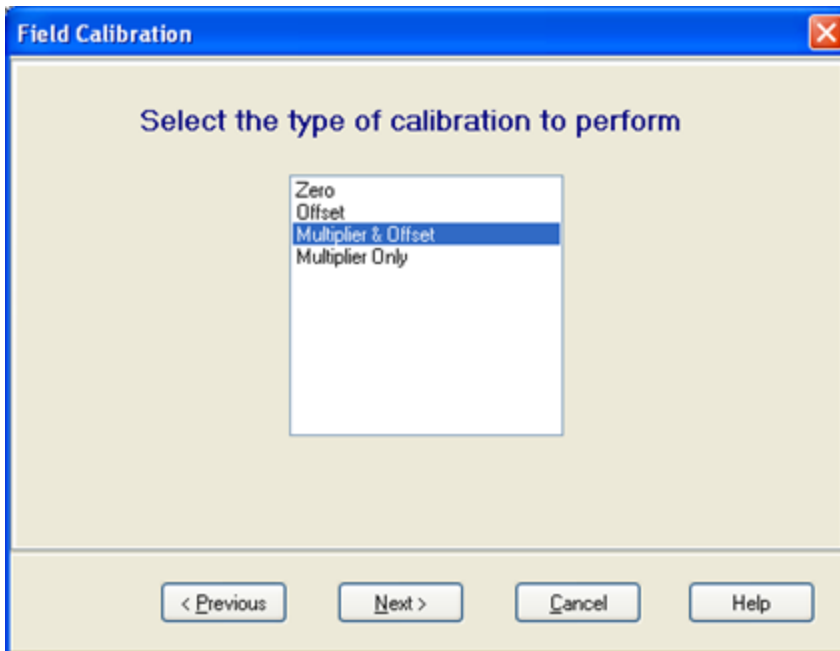 Field Calibration
Select the type of calibration to perform
Zero
Offset
Multiplier & Offset
Multiplier Only
< Previous
Next >
Cancel
Help